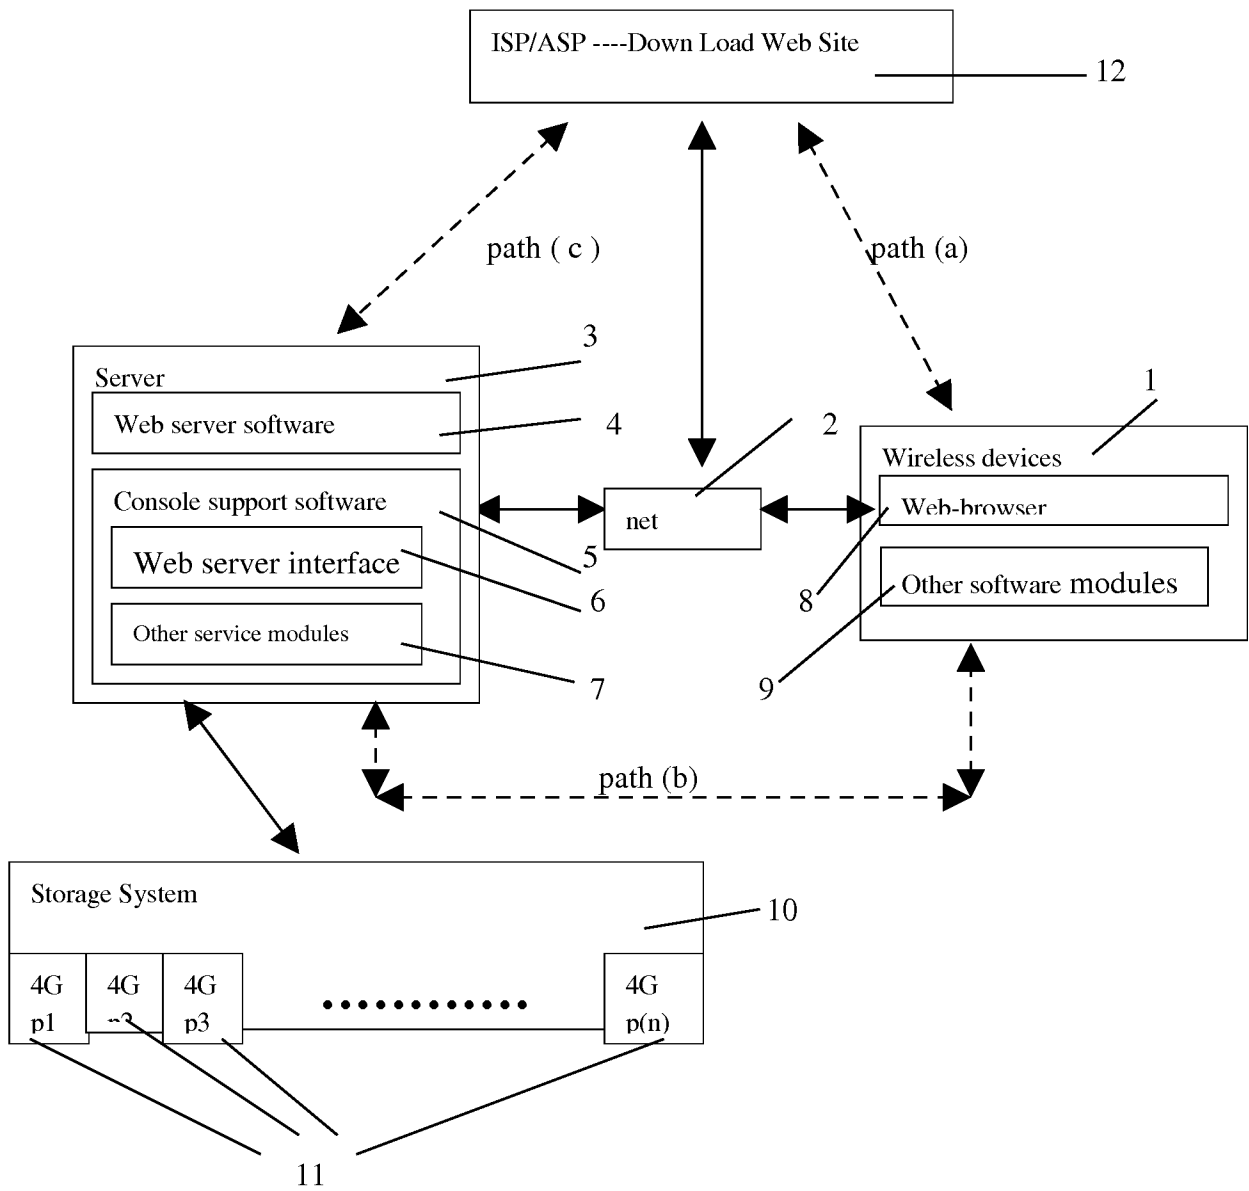 ISP/ASP ----Down Load Web Site
12
path ( c )
path (a)
3
Server
1
Web server software
4
2
Wireless devices
Console support software
net
Web-browser
5
Web server interface
6
8
Other software modules
Other service modules
7
9
path (b)
Storage System
10
4G
p1
4G
p2
4G
p3
............
4G
p(n)
11